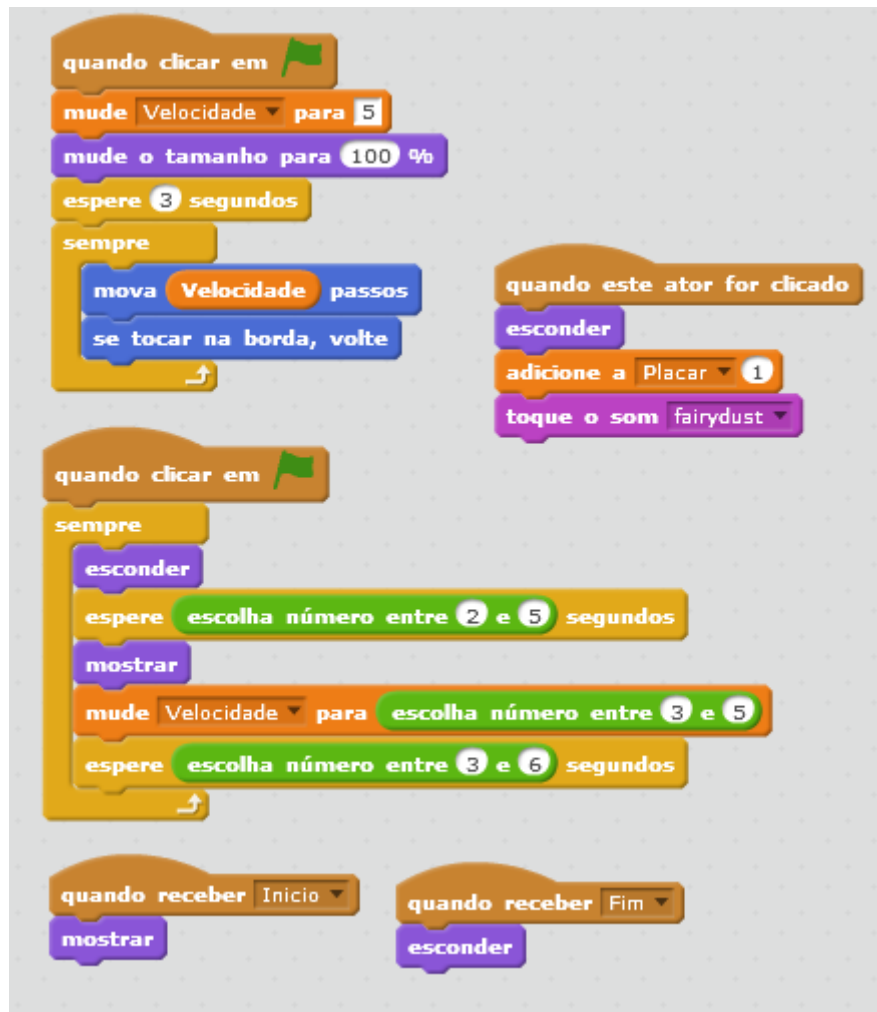 quando clicar em
mude Velocidade para 5
mude o tamanho para 100 %
espere 3 segundos
sempre
mova Velocidade passos
se tocar na borda, volte
quando este ator for clicado
esconder
adicione a Placar 1
toque o som fairydust
quando clicar em
sempre
esconder
espere escolha número entre 2 e 5 segundos
mostrar
mude Velocidade para escolha número entre 3 e 5
espere escolha número entre 3 e 6 segundos
quando receber Inicio
mostrar
quando receber Fim
esconder